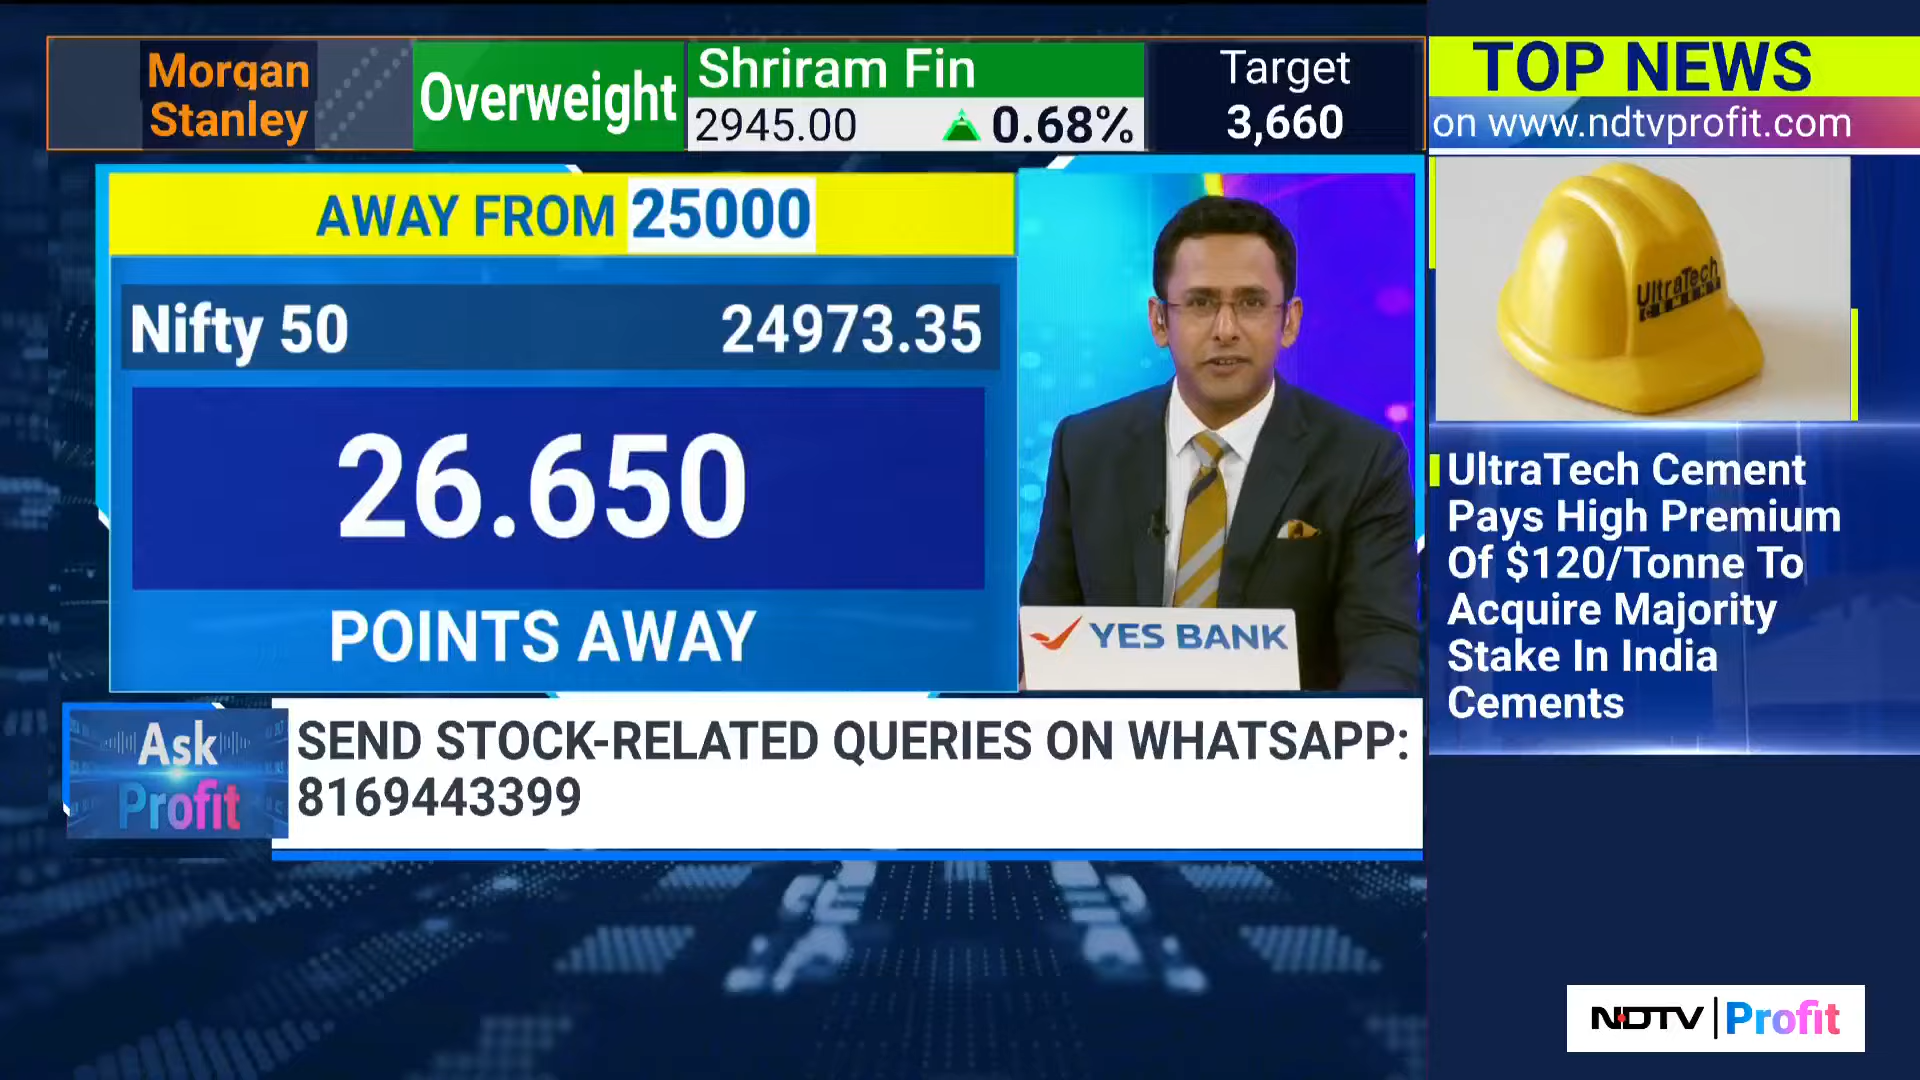 Morgan
Stanley
Overweight
Shriram Fin
2945.00
0.68%
Target
3,660
TOP NEWS
on www.ndtvprofit.com
AWAY FROM 25000
Nifty 50
24973.35
26.650
POINTS AWAY
YES BANK
UltraTech
CEMENT
UltraTech Cement
Pays High Premium
Of $120/Tonne To
Acquire Majority
Stake In India
Cements
Ask
Profit
SEND STOCK-RELATED QUERIES ON WHATSAPP:
8169443399
NDTV Profit